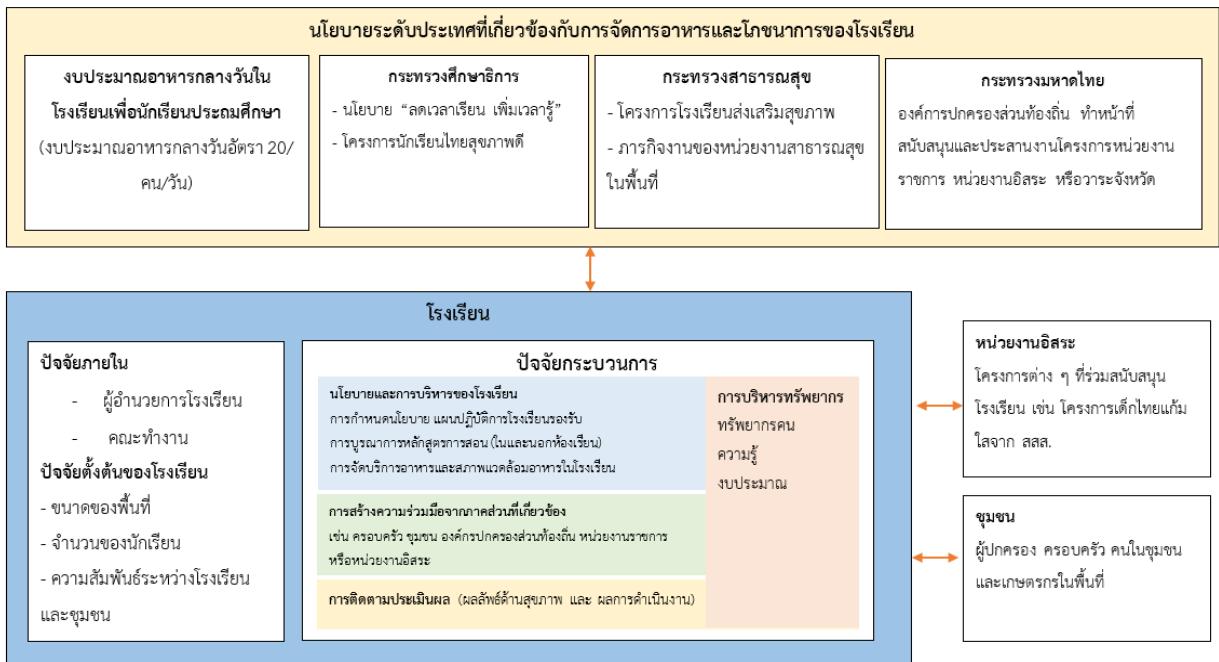 นโยบายระดับประเทศที่เกี่ยวข้องกับการจัดการอาหารและโภชนาการของโรงเรียน
งบประมาณอาหารกลางวันใน
โรงเรียนเพื่อนักเรียนประถมศึกษา
(งบประมาณอาหารกลางวันอัตรา 20/
คน/วัน)
กระทรวงศึกษาธิการ
- นโยบาย “ลดเวลาเรียน เพิ่มเวลารู้”
- โครงการนักเรียนไทยสุขภาพดี
กระทรวงสาธารณสุข
- โครงการโรงเรียนส่งเสริมสุขภาพ
- ภารกิจงานของหน่วยงานสาธารณสุข
ในพื้นที่
กระทรวงมหาดไทย
องค์การปกครองส่วนท้องถิ่น ทำหน้าที่
สนับสนุนและประสานงานโครงการหน่วยงาน
ราชการ หน่วยงานอิสระ หรือวาระจังหวัด
โรงเรียน
ปัจจัยภายใน
- ผู้อำนวยการโรงเรียน
- คณะทำงาน
ปัจจัยตั้งต้นของโรงเรียน
- ขนาดของพื้นที่
- จำนวนของนักเรียน
- ความสัมพันธ์ระหว่างโรงเรียน
และชุมชน
ปัจจัยกระบวนการ
นโยบายและการบริหารของโรงเรียน
การกำหนดนโยบาย แผนปฏิบัติการโรงเรียนรองรับ
การบูรณาการหลักสูตรการสอน (ในและนอกห้องเรียน)
การจัดบริการอาหารและสภาพแวดล้อมอาหารในโรงเรียน
การสร้างความร่วมมือจากภาคส่วนที่เกี่ยวข้อง
เช่น ครอบครัว ชุมชน องค์กรปกครองส่วนท้องถิ่น หน่วยงานราชการ
หรือหน่วยงานอิสระ
การติดตามประเมินผล (ผลลัพธ์ด้านสุขภาพ และ ผลการดำเนินงาน)
การบริหารทรัพยากร
ทรัพยากรคน
ความรู้
งบประมาณ
หน่วยงานอิสระ
โครงการต่าง ๆ ที่ร่วมสนับสนุน
โรงเรียน เช่น โครงการเด็กไทยแก้ม
ใสจาก สสส.
ชุมชน
ผู้ปกครอง ครอบครัว คนในชุมชน
และเกษตรกรในพื้นที่